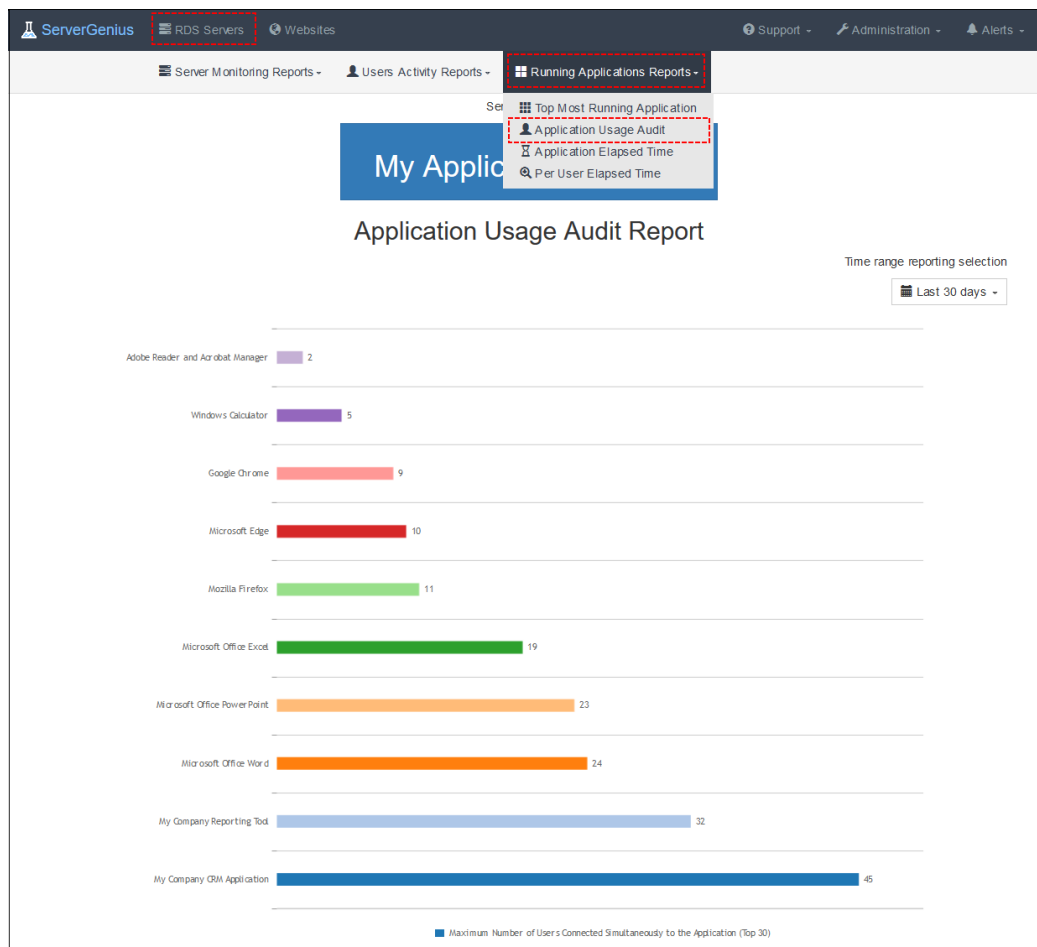 ServerGenius RDS Servers Websites Support Administration Alerts
Server Monitoring Reports Users Activity Reports Running Applications Reports
Top Most Running Application
Application Usage Audit
Application Elapsed Time
Per User Elapsed Time
My Applic
Application Usage Audit Report
Time range reporting selection
Last 30 days
Adobe Reader and Acrobat Manager 2
Windows Calculator 5
Google Chrome 9
Microsoft Edge 10
Mozilla Firefox 11
Microsoft Office Excel 19
Microsoft Office PowerPoint 23
Microsoft Office Word 24
My Company Reporting Tool 32
My Company CRM Application 45
Maximum Number of Users Connected Simultaneously to the Application (Top 30)